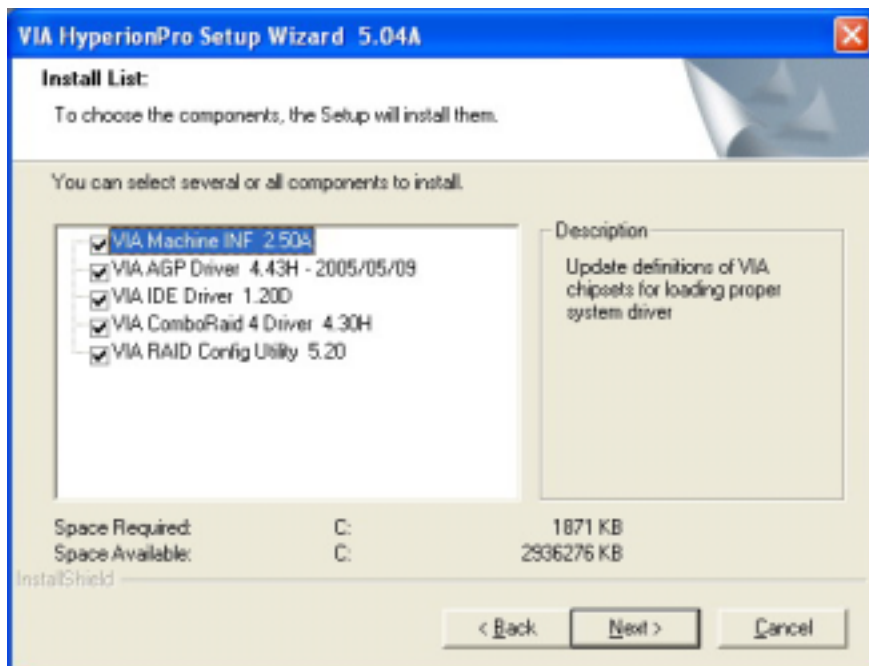 VIA HyperionPro Setup Wizard 5.04A
Install List:
To choose the components, the Setup will install them.
You can select several or all components to install.
VIA Machine INF 2.50A
VIA AGP Driver 4.43H - 2005/05/09
VIA IDE Driver 1.20D
VIA ComboRaid 4 Driver 4.30H
VIA RAID Config Utility 5.20
Description
Update definitions of VIA
chipsets for loading proper
system driver
Space Required: C: 1871 KB
Space Available: C: 2936276 KB
InstallShield
< Back
Next >
Cancel